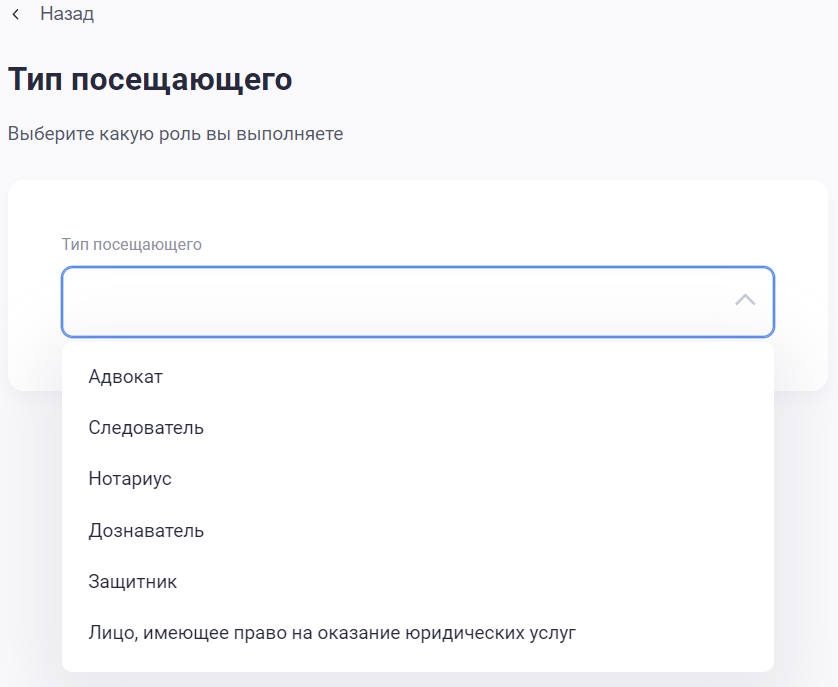 Назад
Тип посещающего
Выберите какую роль вы выполняете
Тип посещающего
Адвокат
Следователь
Нотариус
Дознаватель
Защитник
Лицо, имеющее право на оказание юридических услуг